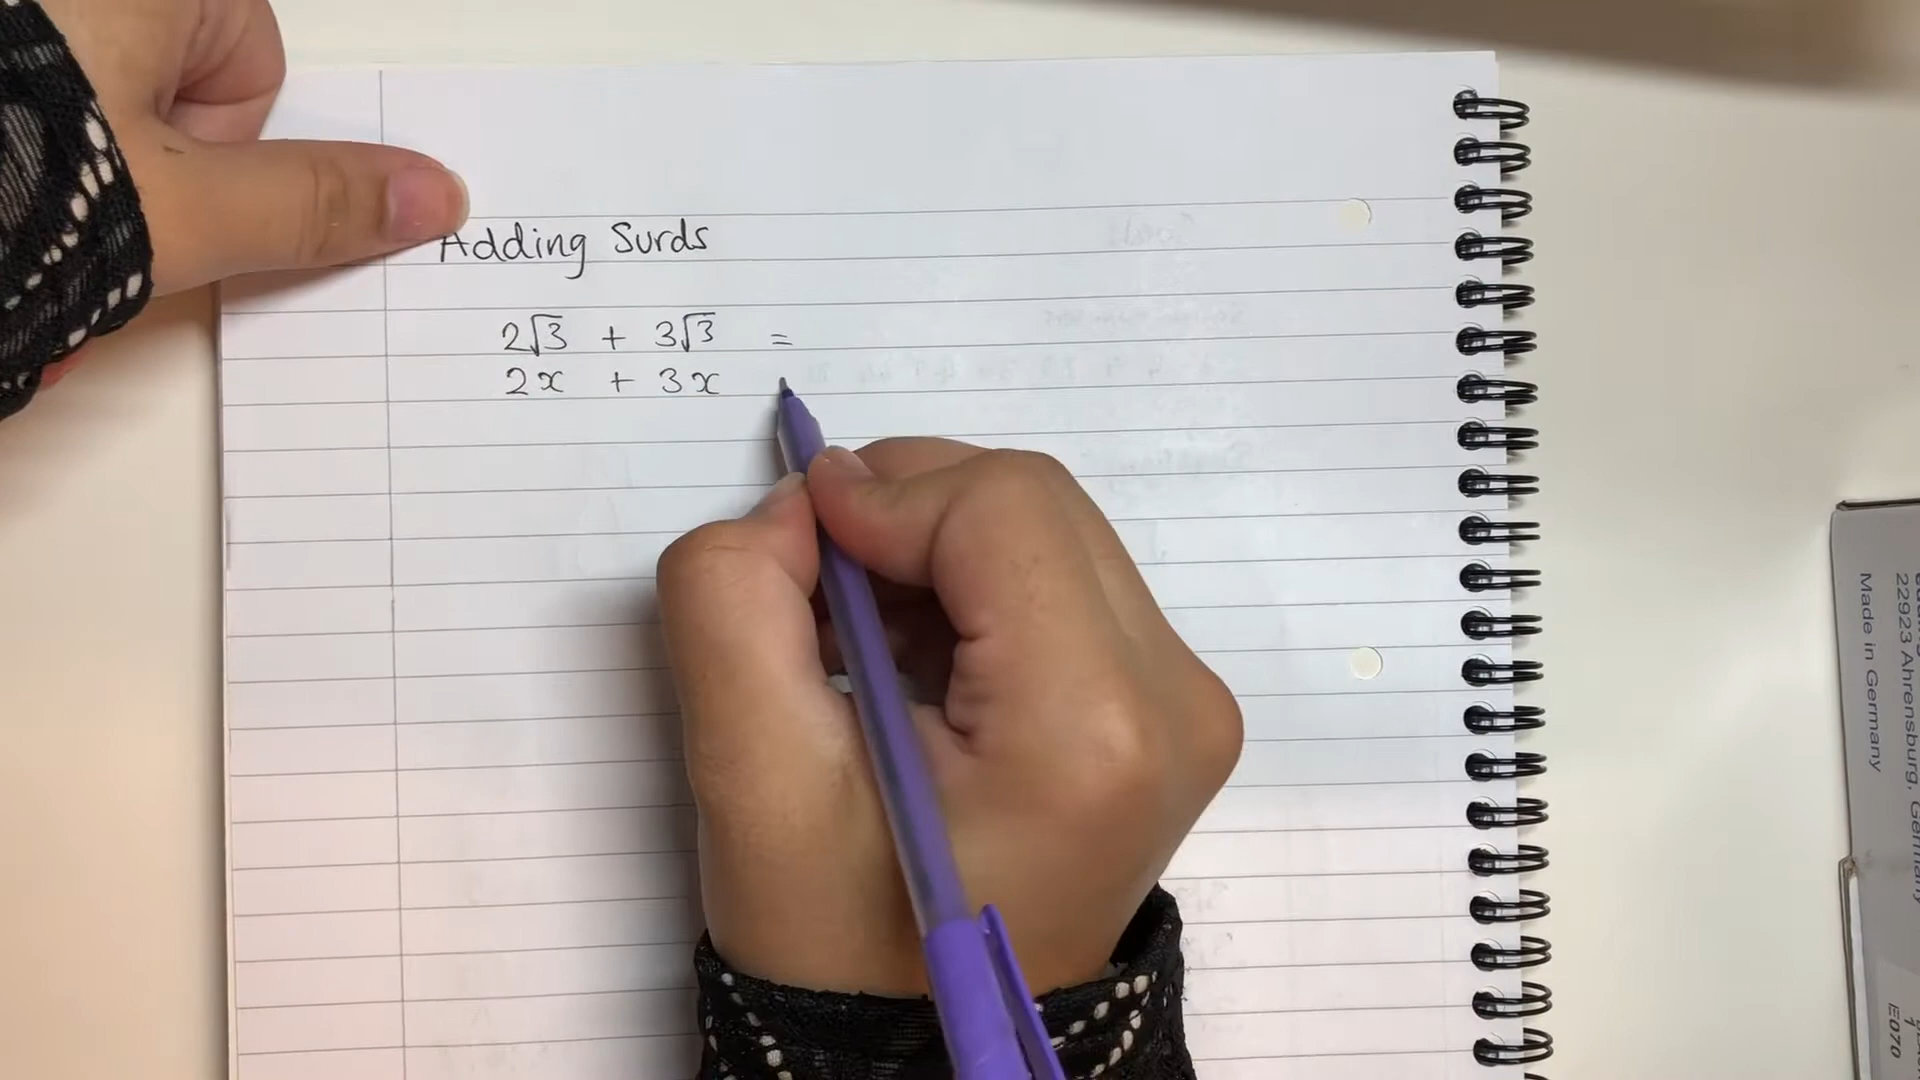 Adding Surds
2√3 + 3√3 =
2x + 3x
22923 Ahrensburg, Germany
Made in Germany
E070